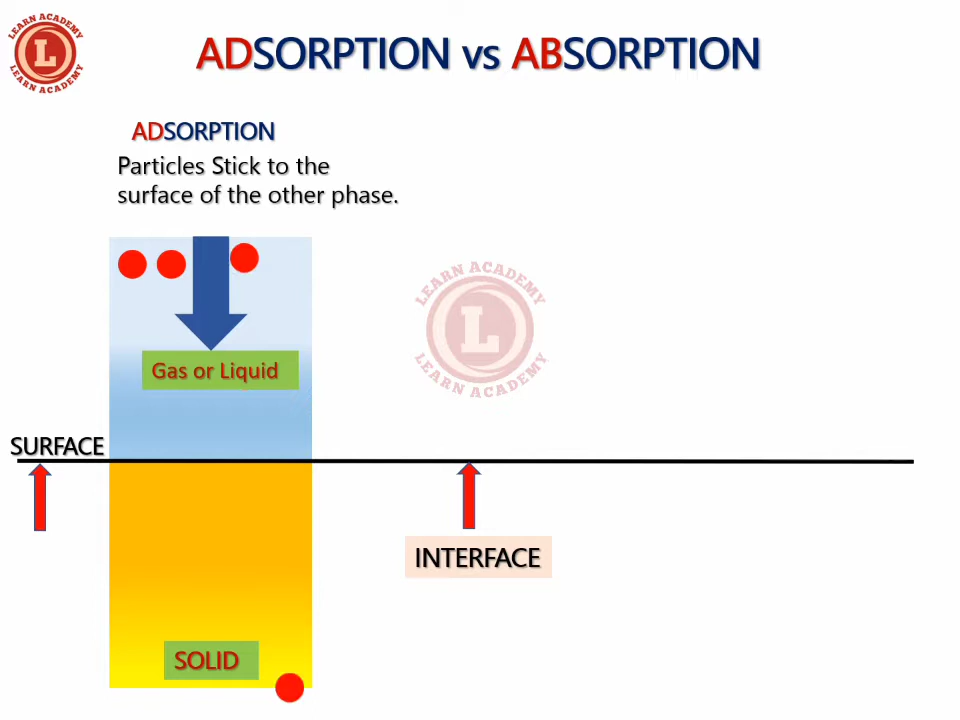 LEARN ACADEMY
L
LEARN ACADEMY
ADSORPTION vs ABSORPTION
ADSORPTION
Particles Stick to the
surface of the other phase.
LEARN ACADEMY
L
LEARN ACADEMY
Gas or Liquid
SURFACE
INTERFACE
SOLID